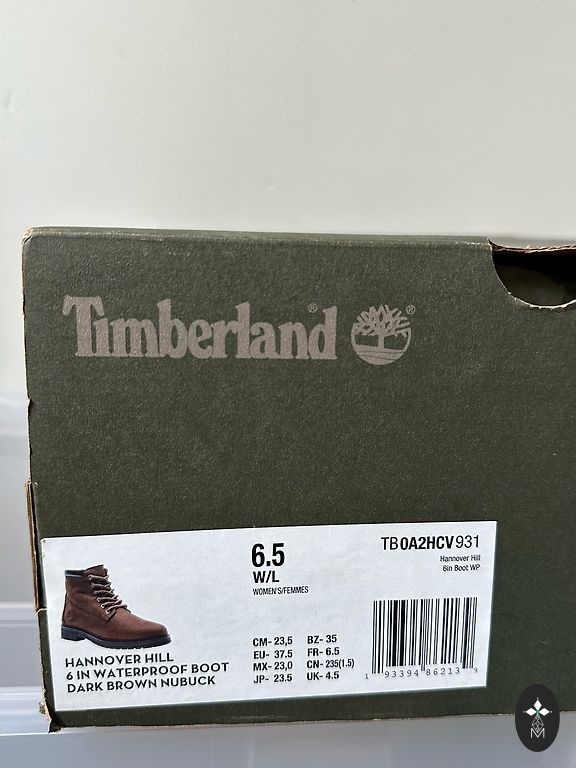 Timberland®®
6.5
W/L
WOMEN'S/FEMMES
TB0A2HCV931
Hannover Hill
6in Boot WP
HANNOVER HILL
6 IN WATERPROOF BOOT
DARK BROWN NUBUCK
CM- 23,5 BZ- 35
EU- 37.5 FR- 6.5
MX- 23,0 CN- 235(1.5)
JP- 23.5 UK- 4.5
1 93394 86213 9
M